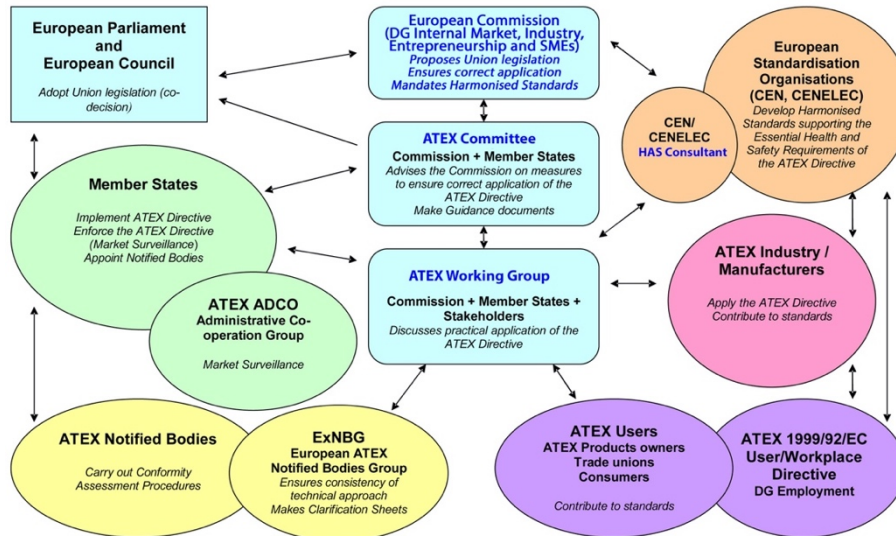 European Parliament
and
European Council
Adopt Union legislation (co-
decision)
European Commission
(DG Internal Market, Industry,
Entrepreneurship and SMEs)
Proposes Union legislation
Ensures correct application
Mandates Harmonised Standards
European
Standardisation
Organisations
(CEN, CENELEC)
Develop Harmonised
Standards supporting the
Essential Health and
Safety Requirements of
the ATEX Directive
CEN/
CENELEC
HAS Consultant
ATEX Committee
Commission + Member States
Advises the Commission on measures
to ensure correct application of the
ATEX Directive
Make Guidance documents
Member States
Implement ATEX Directive
Enforce the ATEX Directive
(Market Surveillance)
Appoint Notified Bodies
ATEX ADCO
Administrative Co-
operation Group
Market Surveillance
ATEX Working Group
Commission + Member States +
Stakeholders
Discusses practical application of the
ATEX Directive
ATEX Industry /
Manufacturers
Apply the ATEX Directive
Contribute to standards
ATEX Notified Bodies
Carry out Conformity
Assessment Procedures
ExNBG
European ATEX
Notified Bodies Group
Ensures consistency of
technical approach
Makes Clarification Sheets
ATEX Users
ATEX Products owners
Trade unions
Consumers
Contribute to standards
ATEX 1999/92/EC
User/Workplace
Directive
DG Employment